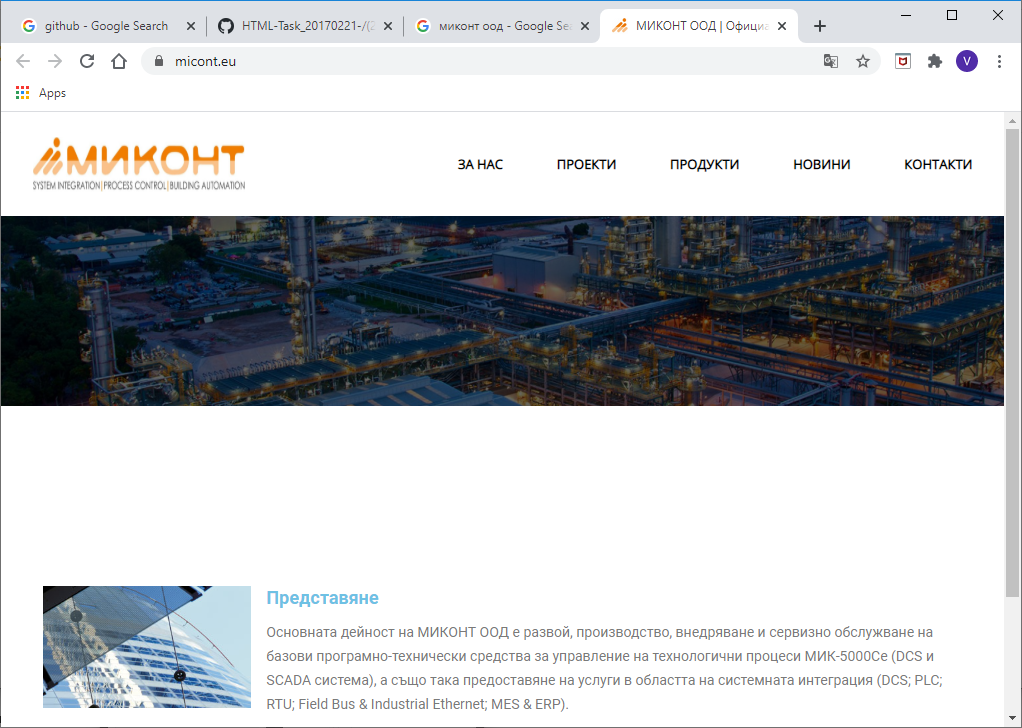 github - Google Search
HTML-Task_20170221-/(2
миконт оод - Google Se
МИКОНТ ООД | Официа
micont.eu
V
Apps
МИКОНТ
SYSTEM INTEGRATION|PROCESS CONTROL|BUILDING AUTOMATION
ЗА НАС ПРОЕКТИ ПРОДУКТИ НОВИНИ КОНТАКТИ
Представяне
Основната дейност на МИКОНТ ООД е развой, производство, внедряване и сервизно обслужване на
базови програмно-технически средства за управление на технологични процеси МИК-5000Се (DCS и
SCADA система), а също така предоставяне на услуги в областта на системната интеграция (DCS; PLC;
RTU; Field Bus & Industrial Ethernet; MES & ERP).